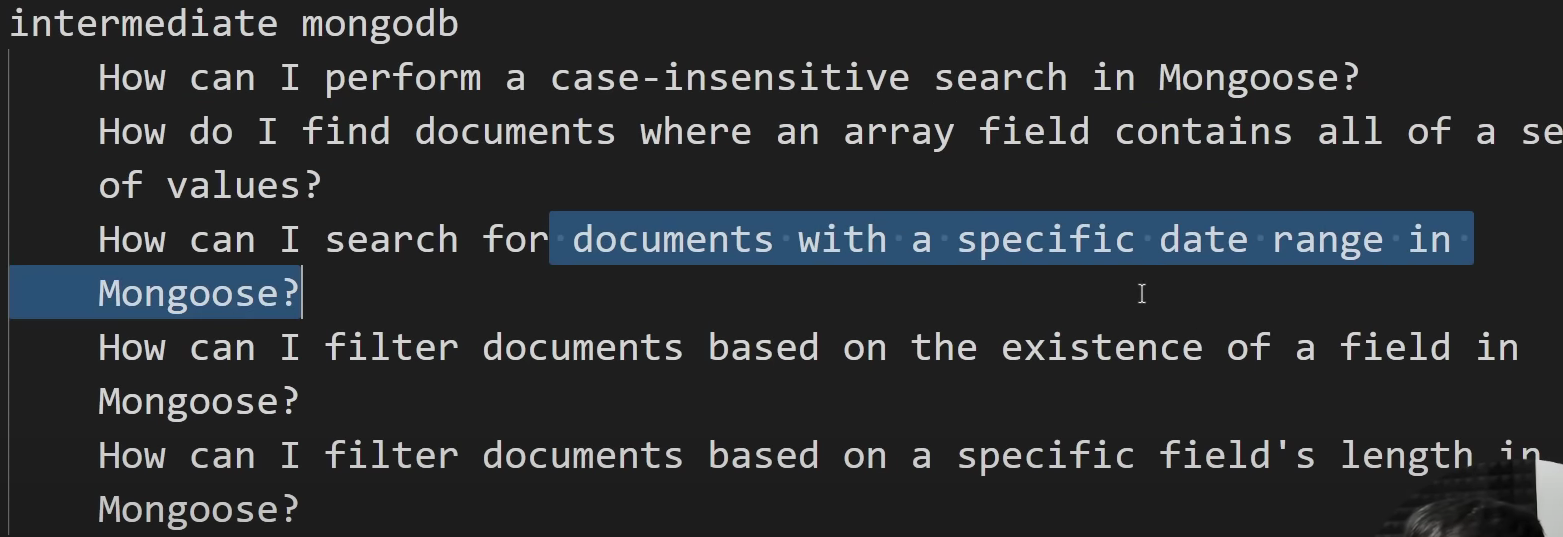 intermediate mongodb
How can I perform a case-insensitive search in Mongoose?
How do I find documents where an array field contains all of a se
of values?
How can I search for documents with a specific date range in
Mongoose?
How can I filter documents based on the existence of a field in
Mongoose?
How can I filter documents based on a specific field's length in
Mongoose?